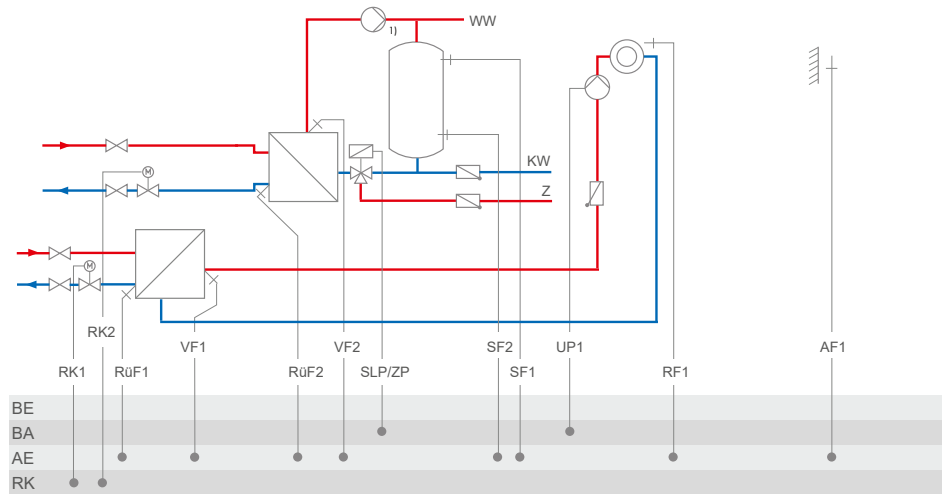 1)
WW
M
KW
Z
M
RK2
VF1
VF2
SF2
UP1
AF1
RK1
RüF1
RüF2
SLP/ZP
SF1
RF1
BE
BA
AE
RK